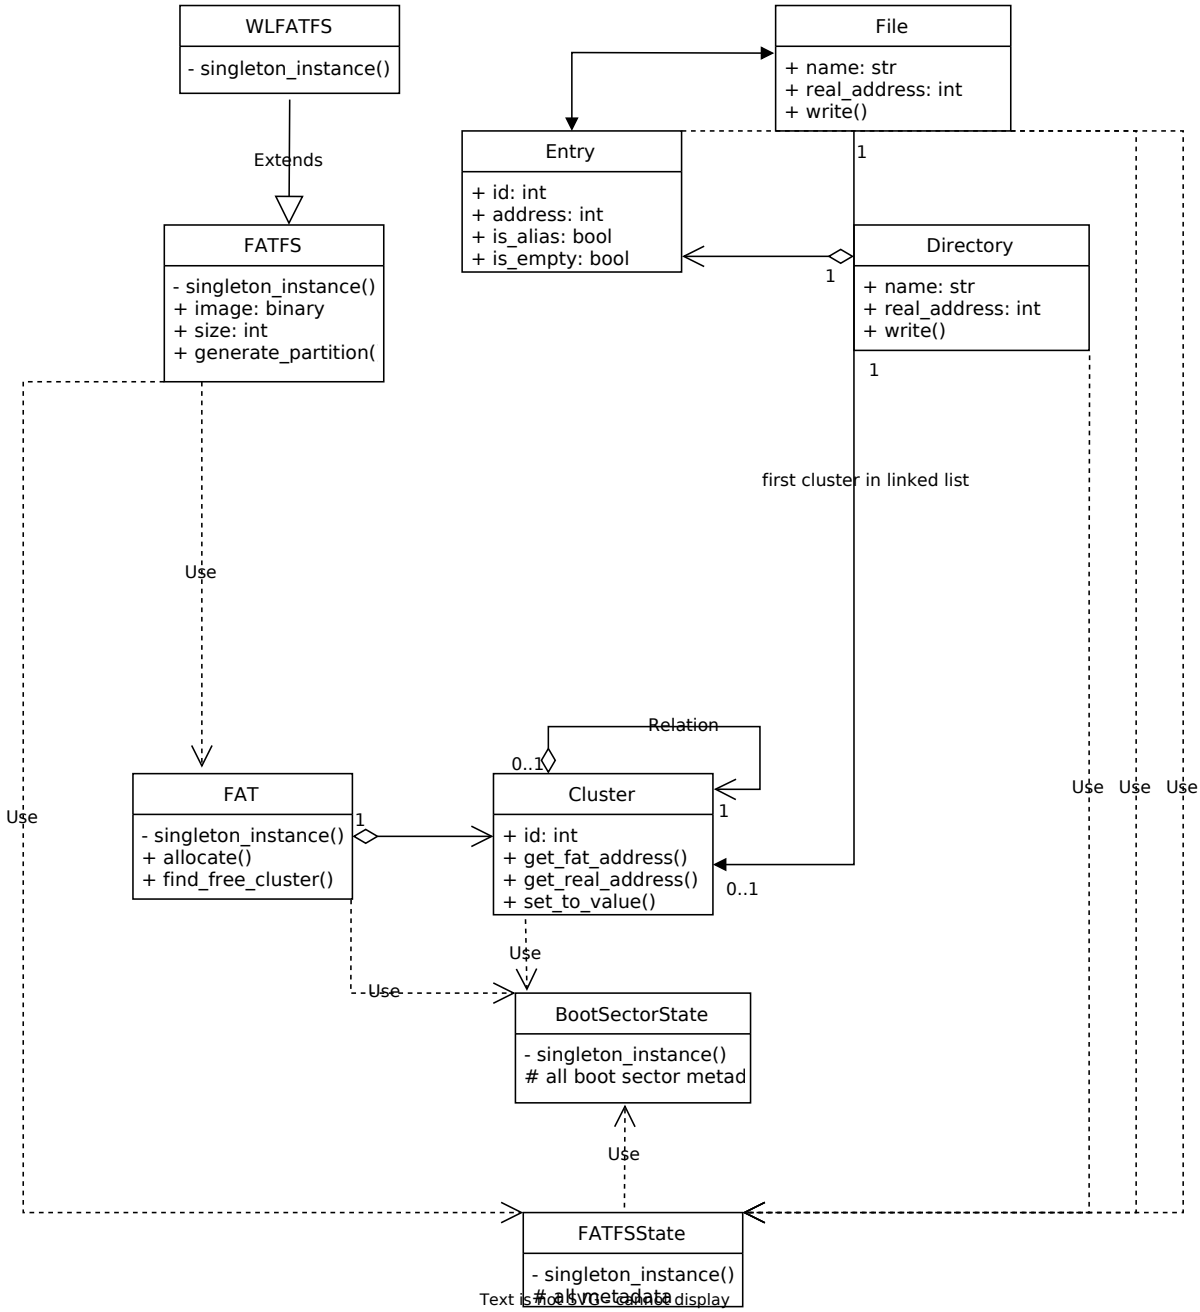 WLFATFS
- singleton_instance()
Extends
FATFS
- singleton_instance()
+ image: binary
+ size: int
+ generate_partition(
File
+ name: str
+ real_address: int
+ write()
Entry
+ id: int
+ address: int
+ is_alias: bool
+ is_empty: bool
1
1
Directory
+ name: str
+ real_address: int
+ write()
1
first cluster in linked list
Use
Relation
0..1
1
FAT
- singleton_instance()
+ allocate()
+ find_free_cluster()
1
Cluster
+ id: int
+ get_fat_address()
+ get_real_address()
+ set_to_value()
0..1
Use
Use
Use
Use
Use
Use
BootSectorState
- singleton_instance()
# all boot sector metad
Use
FATFSState
- singleton_instance()
# all metadata
Text is not SVG - cannot display